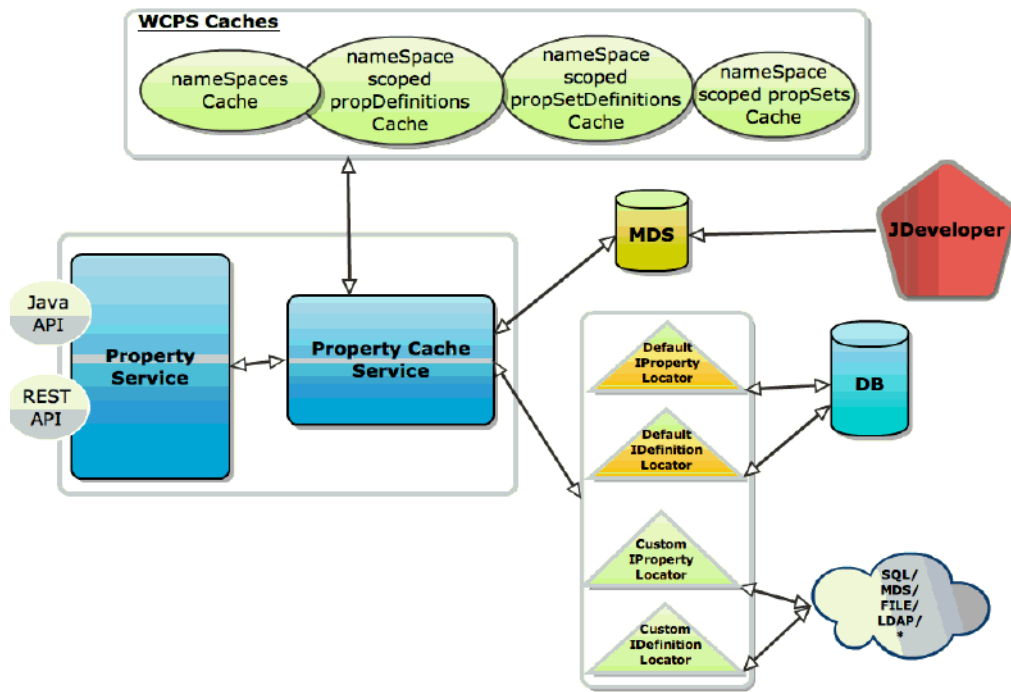 WCPS Caches
nameSpaces
Cache
nameSpace
scoped
propDefinitions
Cache
nameSpace
scoped
propSetDefinitions
Cache
nameSpace
scoped propSets
Cache
MDS
JDeveloper
Java
API
REST
API
Property
Service
Property Cache
Service
Default
IProperty
Locator
Default
IDefinition
Locator
Custom
IProperty
Locator
Custom
IDefinition
Locator
DB
SQL/
MDS/
FILE/
LDAP/
*